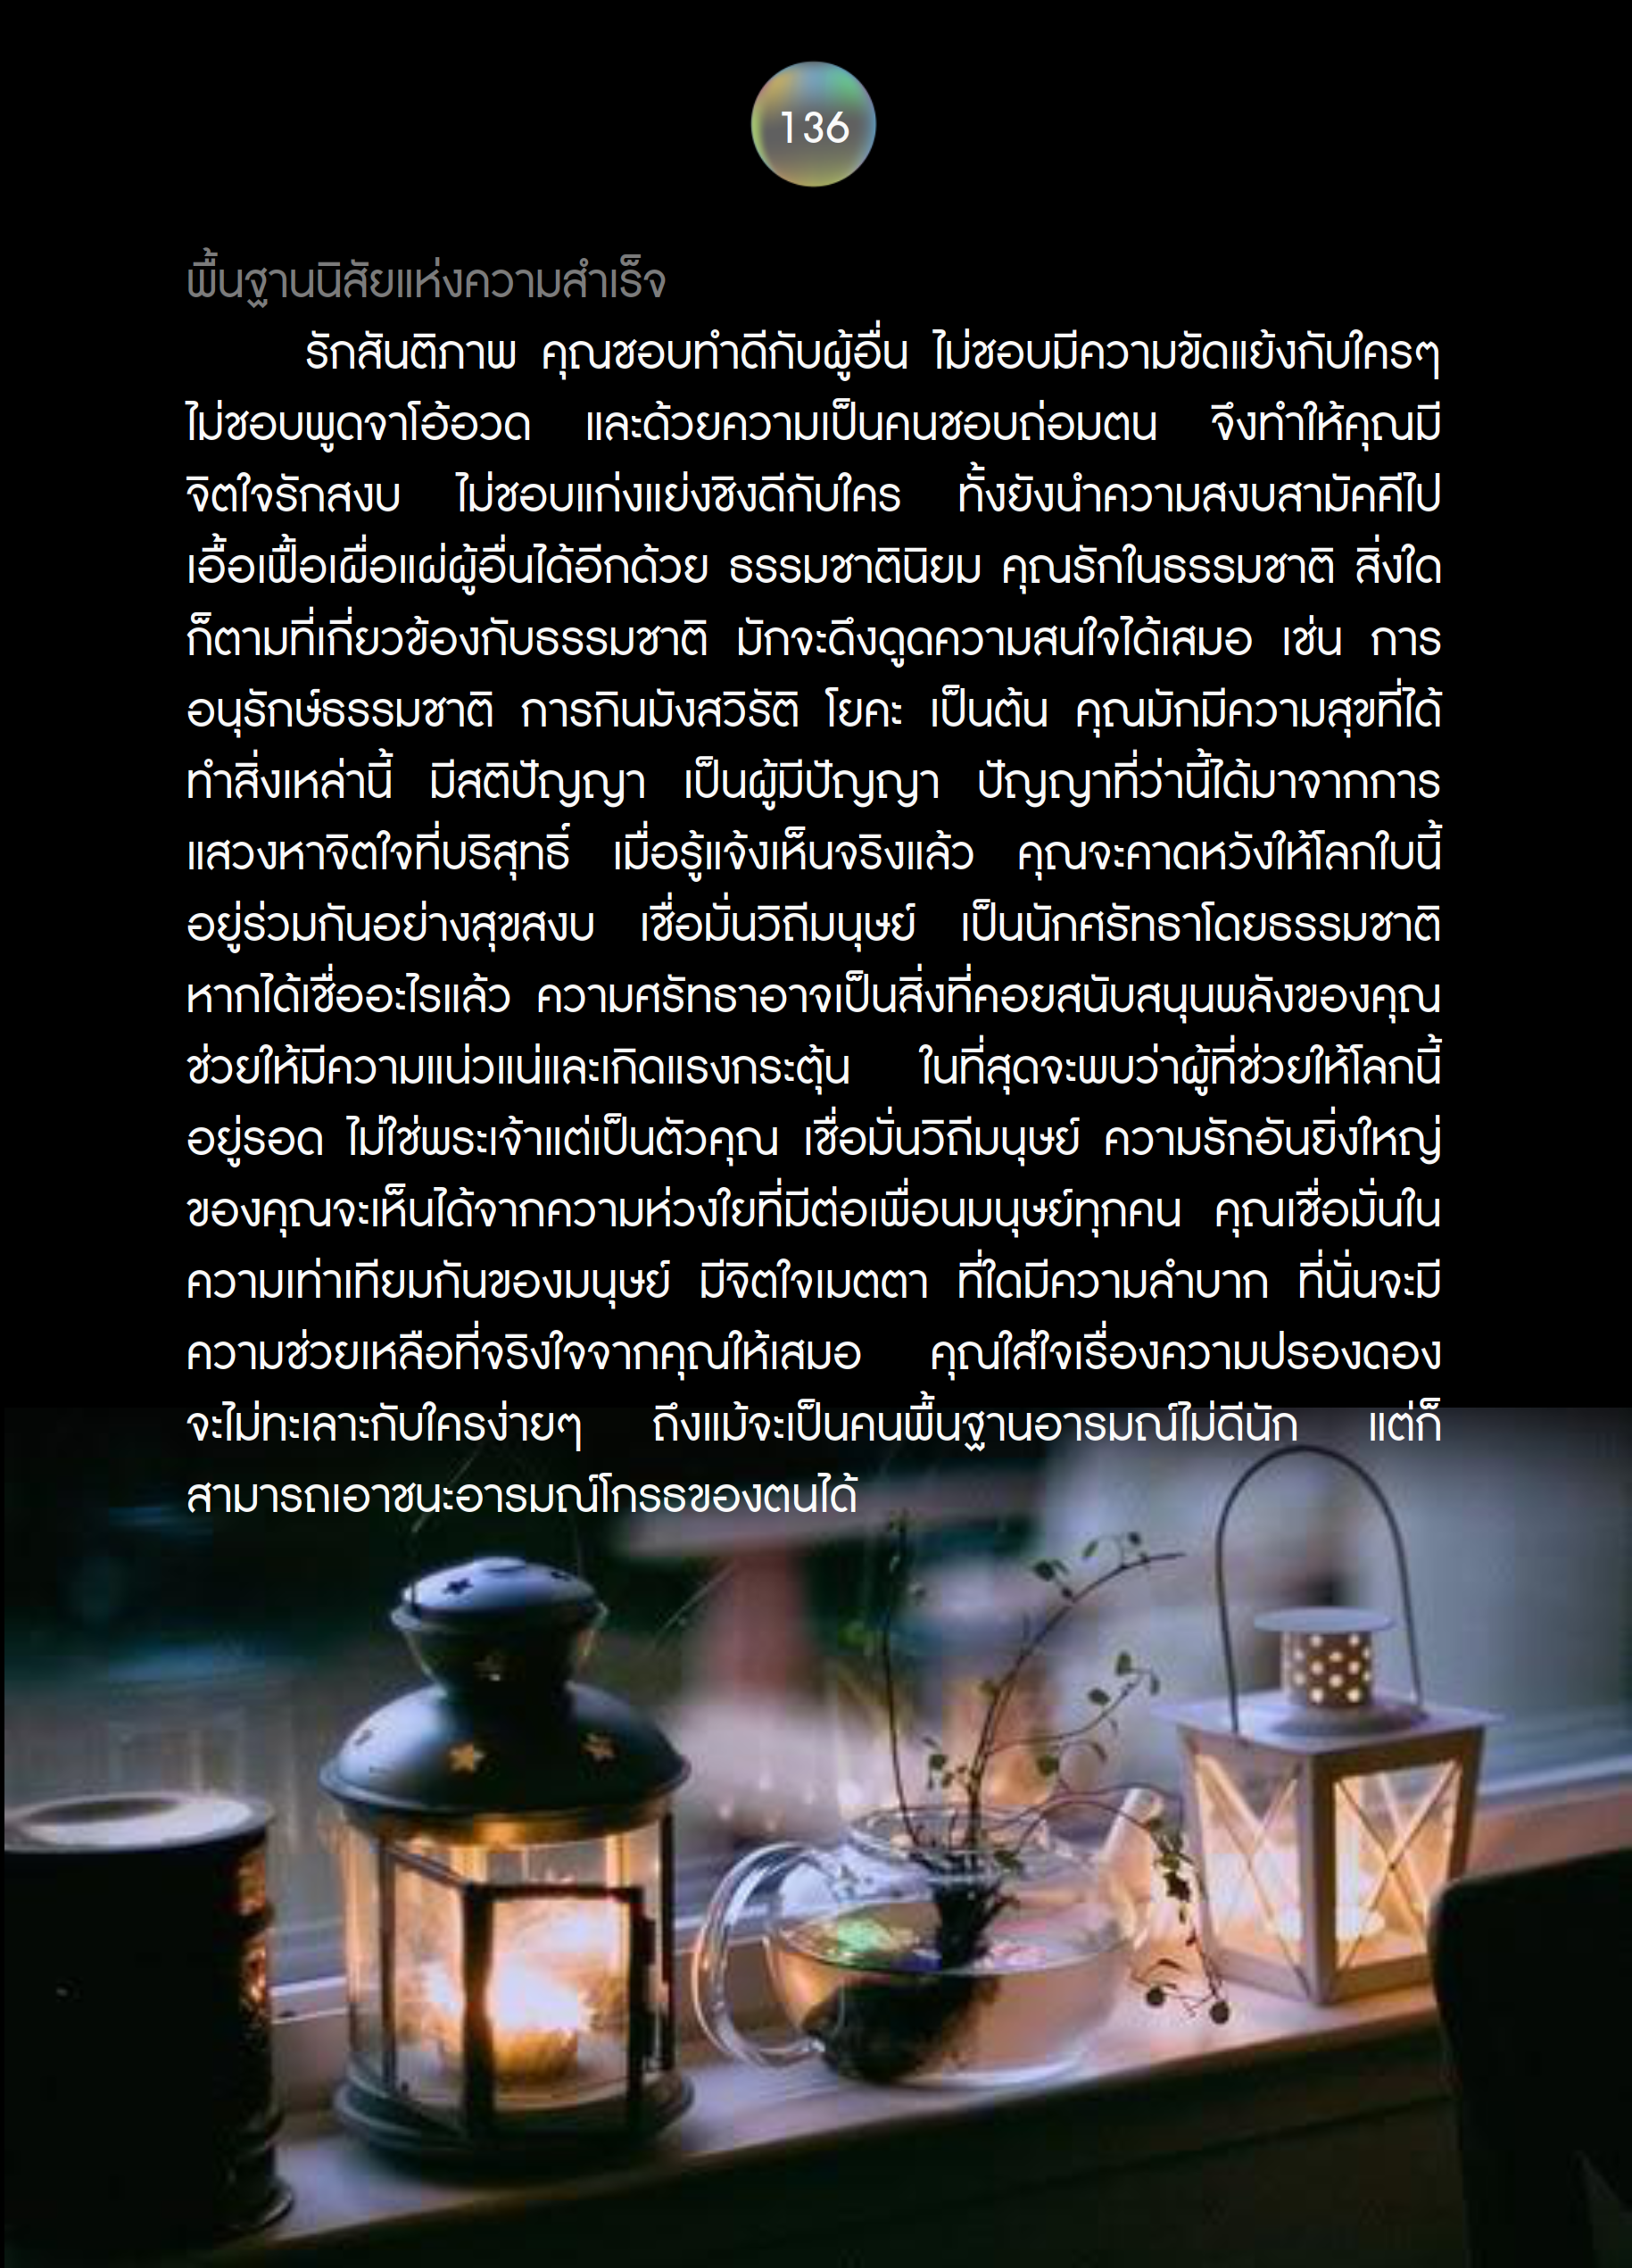 136
พื้นฐานนิสัยแห่งความสำเร็จ
รักสันติภาพ คุณชอบทำดีกับผู้อื่น ไม่ชอบมีความขัดแย้งกับใครๆ
ไม่ชอบพูดจาโอ้อวด และด้วยความเป็นคนชอบถ่อมตน จึงทำให้คุณมี
จิตใจรักสงบ ไม่ชอบแก่งแย่งชิงดีกับใคร ทั้งยังนำความสงบสามัคคีไป
เอื้อเฟื้อเผื่อแผ่ผู้อื่นได้อีกด้วย ธรรมชาตินิยม คุณรักในธรรมชาติ สิ่งใด
ก็ตามที่เกี่ยวข้องกับธรรมชาติ มักจะดึงดูดความสนใจได้เสมอ เช่น การ
อนุรักษ์ธรรมชาติ การกินมังสวิรัติ โยคะ เป็นต้น คุณมักมีความสุขที่ได้
ทำสิ่งเหล่านี้ มีสติปัญญา เป็นผู้มีปัญญา ปัญญาที่ว่านี้ได้มาจากการ
แสวงหาจิตใจที่บริสุทธิ์ เมื่อรู้แจ้งเห็นจริงแล้ว คุณจะคาดหวังให้โลกใบนี้
อยู่ร่วมกันอย่างสุขสงบ เชื่อมั่นวิถีมนุษย์ เป็นนักศรัทธาโดยธรรมชาติ
หากได้เชื่ออะไรแล้ว ความศรัทธาอาจเป็นสิ่งที่คอยสนับสนุนพลังของคุณ
ช่วยให้มีความแน่วแน่และเกิดแรงกระตุ้น ในที่สุดจะพบว่าผู้ที่ช่วยให้โลกนี้
อยู่รอด ไม่ใช่พระเจ้าแต่เป็นตัวคุณ เชื่อมั่นวิถีมนุษย์ ความรักอันยิ่งใหญ่
ของคุณจะเห็นได้จากความห่วงใยที่มีต่อเพื่อนมนุษย์ทุกคน คุณเชื่อมั่นใน
ความเท่าเทียมกันของมนุษย์ มีจิตใจเมตตา ที่ใดมีความลำบาก ที่นั่นจะมี
ความช่วยเหลือที่จริงใจจากคุณให้เสมอ คุณใส่ใจเรื่องความปรองดอง
จะไม่ทะเลาะกับใครง่ายๆ ถึงแม้จะเป็นคนพื้นฐานอารมณ์ไม่ดีนัก แต่ก็
สามารถเอาชนะอารมณ์โกรธของตนได้